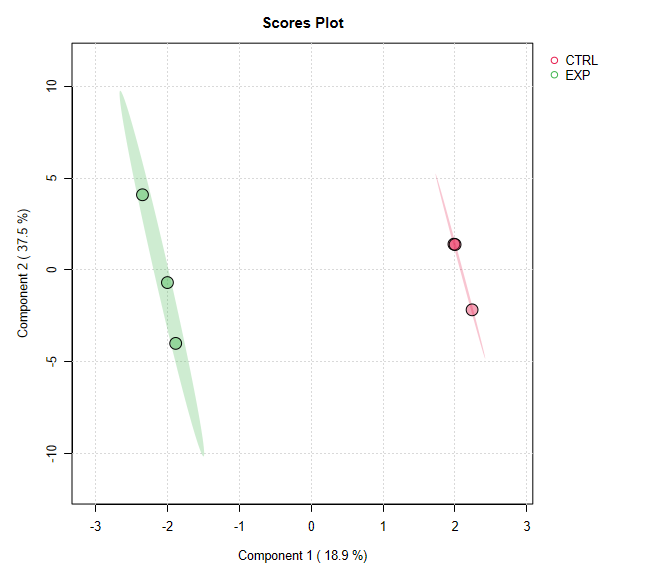 Scores Plot
CTRL
EXP
10
5
0
-5
-10
Component 2 ( 37.5 %)
-3 -2 -1 0 1 2 3
Component 1 ( 18.9 %)